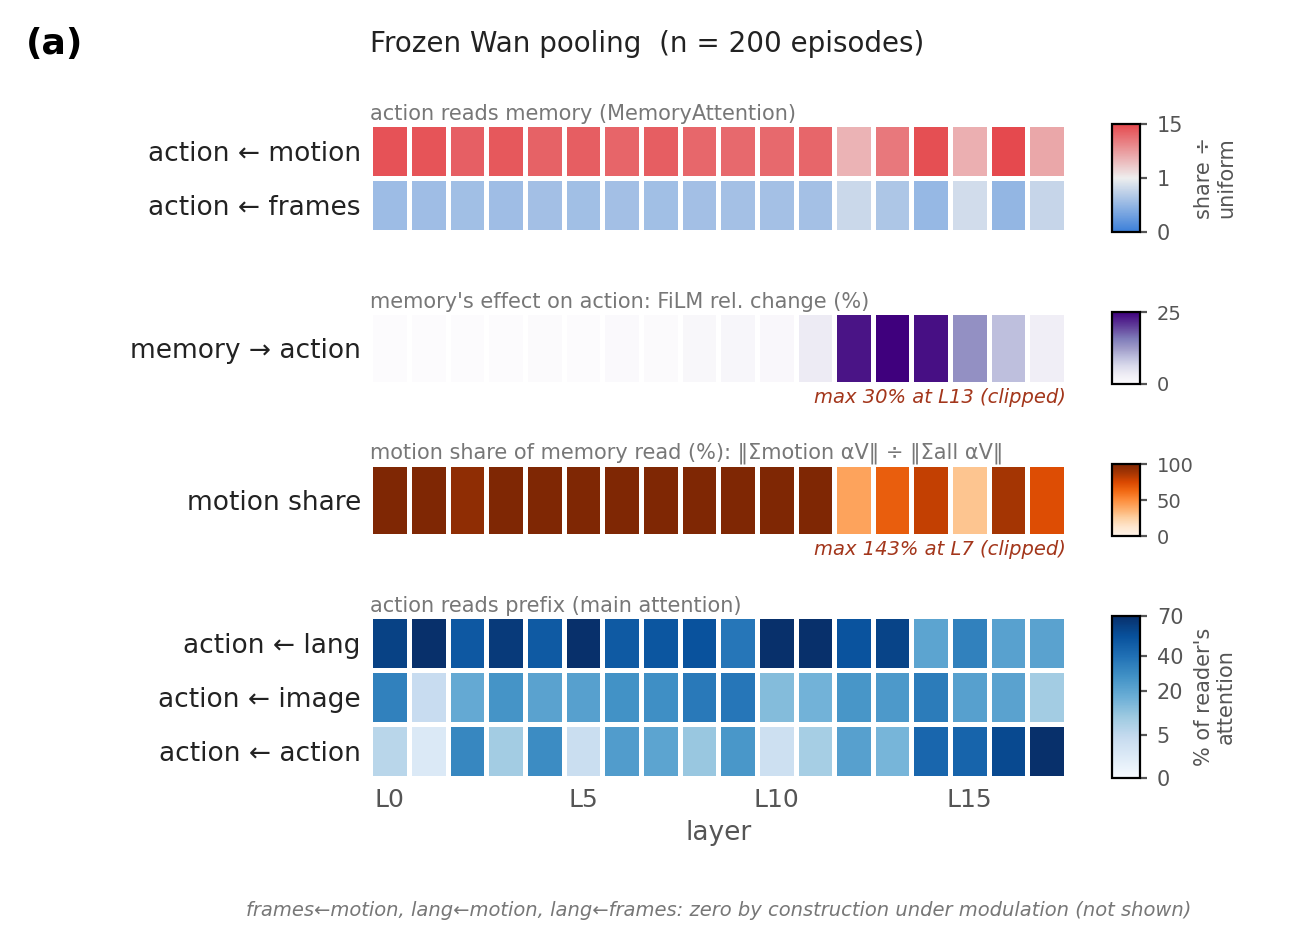 (a)
Frozen Wan pooling  (n = 200 episodes)
action reads memory (MemoryAttention)
action ← motion
action ← frames
15
1
0
share ÷
uniform
memory's effect on action: FiLM rel. change (%)
memory → action
25
0
max 30% at L13 (clipped)
motion share of memory read (%): ‖Σmotion αV‖ ÷ ‖Σall αV‖
motion share
100
50
0
max 143% at L7 (clipped)
action reads prefix (main attention)
action ← lang
action ← image
action ← action
70
40
20
5
0
% of reader's
attention
L0 L5 L10 L15
layer
frames←motion, lang←motion, lang←frames: zero by construction under modulation (not shown)